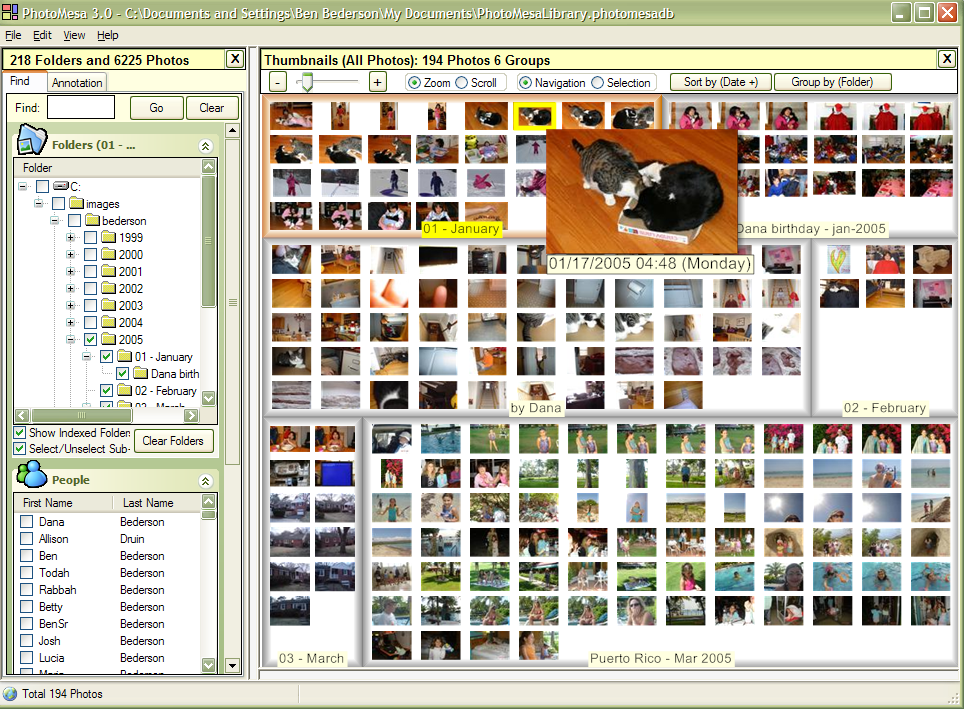 PhotoMesa 3.0 - C:\Documents and Settings\Ben Bederson\My Documents\PhotoMesaLibrary.photomesadb
File Edit View Help
218 Folders and 6225 Photos
Find Annotation
Find: Go Clear
Folders (01 - ...
Folder
C:
images
bederson
1999
2000
2001
2002
2003
2004
2005
01 - January
Dana birth
02 - February
Show Indexed Folder
Select/Unselect Sub-
Clear Folders
People
First Name Last Name
Dana Bederson
Allison Druin
Ben Bederson
Todah Bederson
Rabbah Bederson
Betty Bederson
BenSr Bederson
Josh Bederson
Lucia Bederson
Thumbnails (All Photos): 194 Photos 6 Groups
- + Zoom Scroll Navigation Selection Sort by (Date +) Group by (Folder)
01 - January
Dana birthday - jan-2005
01/17/2005 04:48 (Monday)
by Dana
02 - February
03 - March
Puerto Rico - Mar 2005
Total 194 Photos